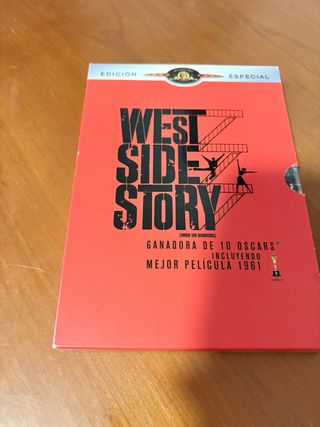 EDICIÓN ESPECIAL
WEST
SIDE
STORY
(AMOR SIN BARRERAS)
GANADORA DE 10 OSCARS
INCLUYENDO
MEJOR PELÍCULA 1961